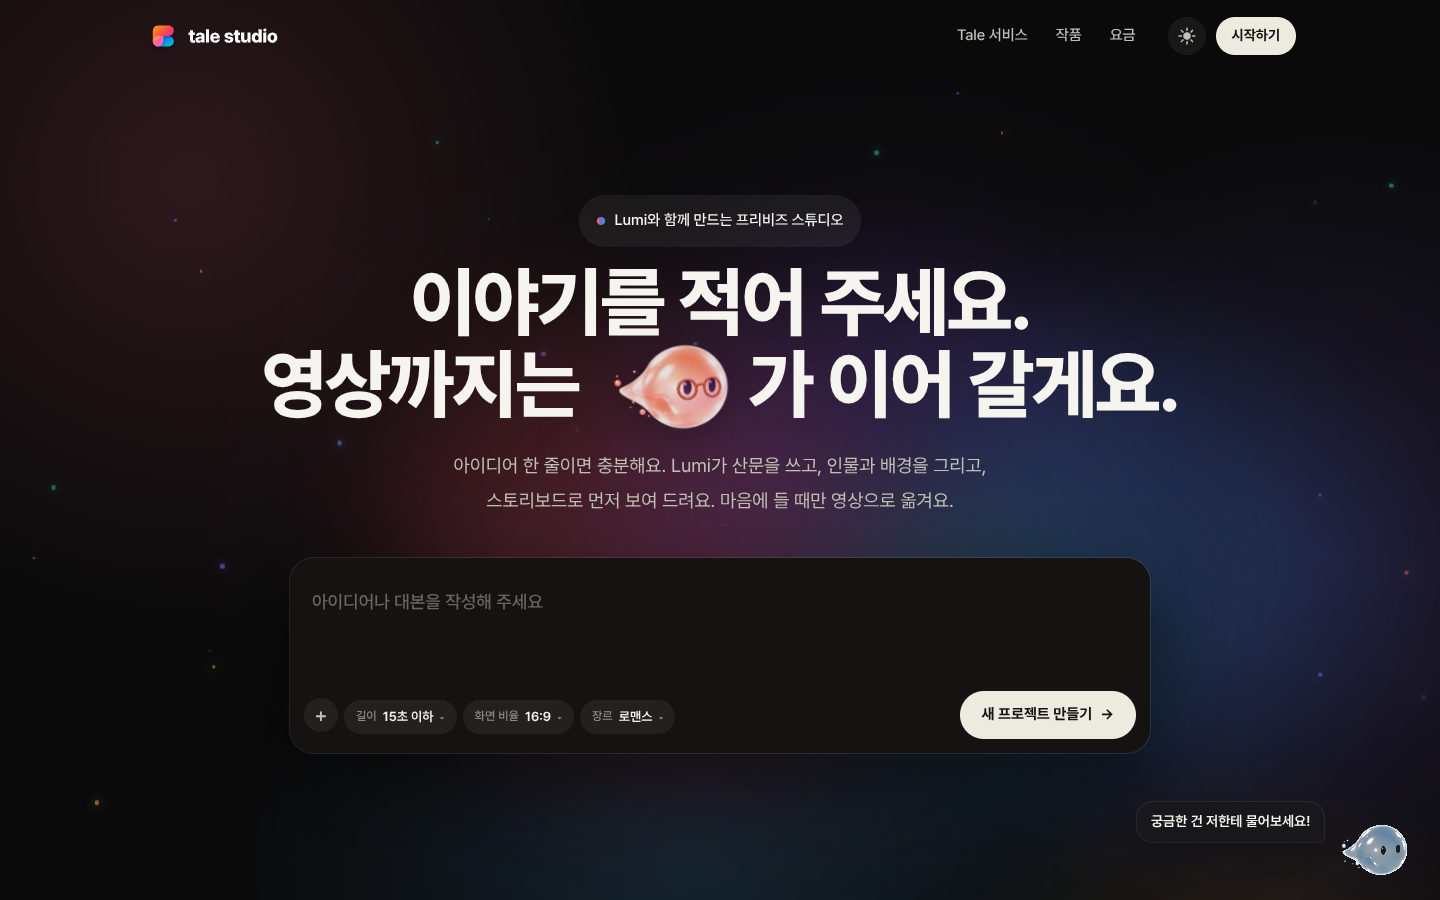 tale studio
Tale 서비스
작품
요금
시작하기
Lumi와 함께 만드는 프리비즈 스튜디오
이야기를 적어 주세요.
영상까지는 가 이어 갈게요.
아이디어 한 줄이면 충분해요. Lumi가 산문을 쓰고, 인물과 배경을 그리고,
스토리보드로 먼저 보여 드려요. 마음에 들 때만 영상으로 옮겨요.
아이디어나 대본을 작성해 주세요
길이 15초 이하
화면 비율 16:9
장르 로맨스
새 프로젝트 만들기 →
궁금한 건 저한테 물어보세요!